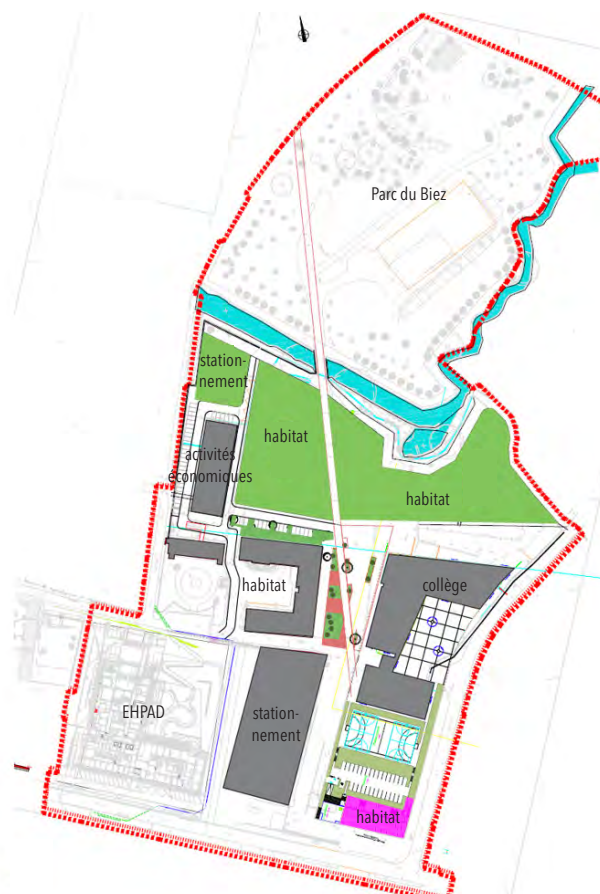 Parc du Biez
station-
nement
habitat
activités
économiques
habitat
habitat
collège
EHPAD
station-
nement
habitat